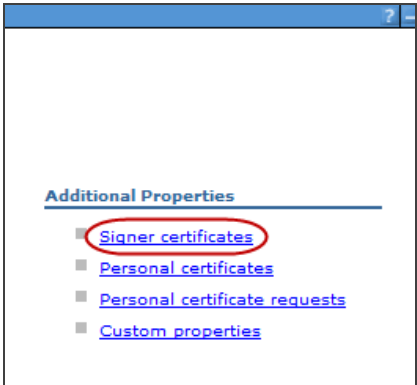 ?
Additional Properties
Signer certificates
Personal certificates
Personal certificate requests
Custom properties